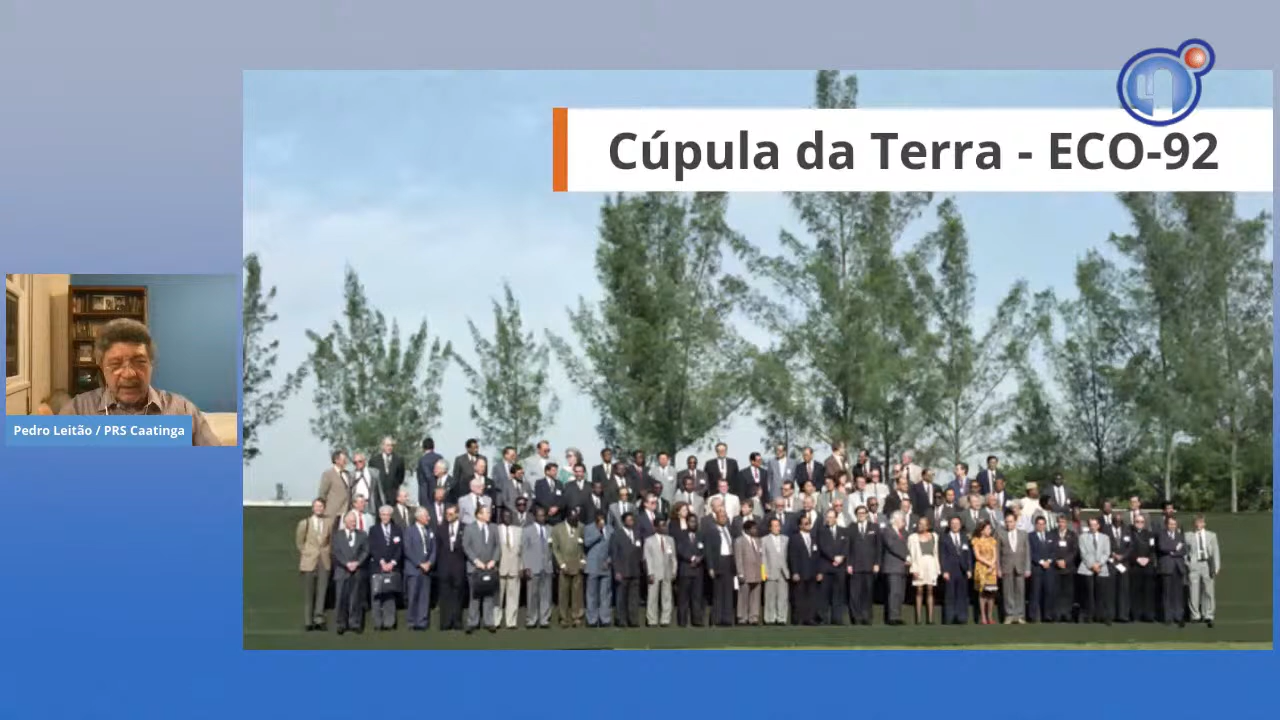 Cúpula da Terra - ECO-92
Pedro Leitão / PRS Caatinga